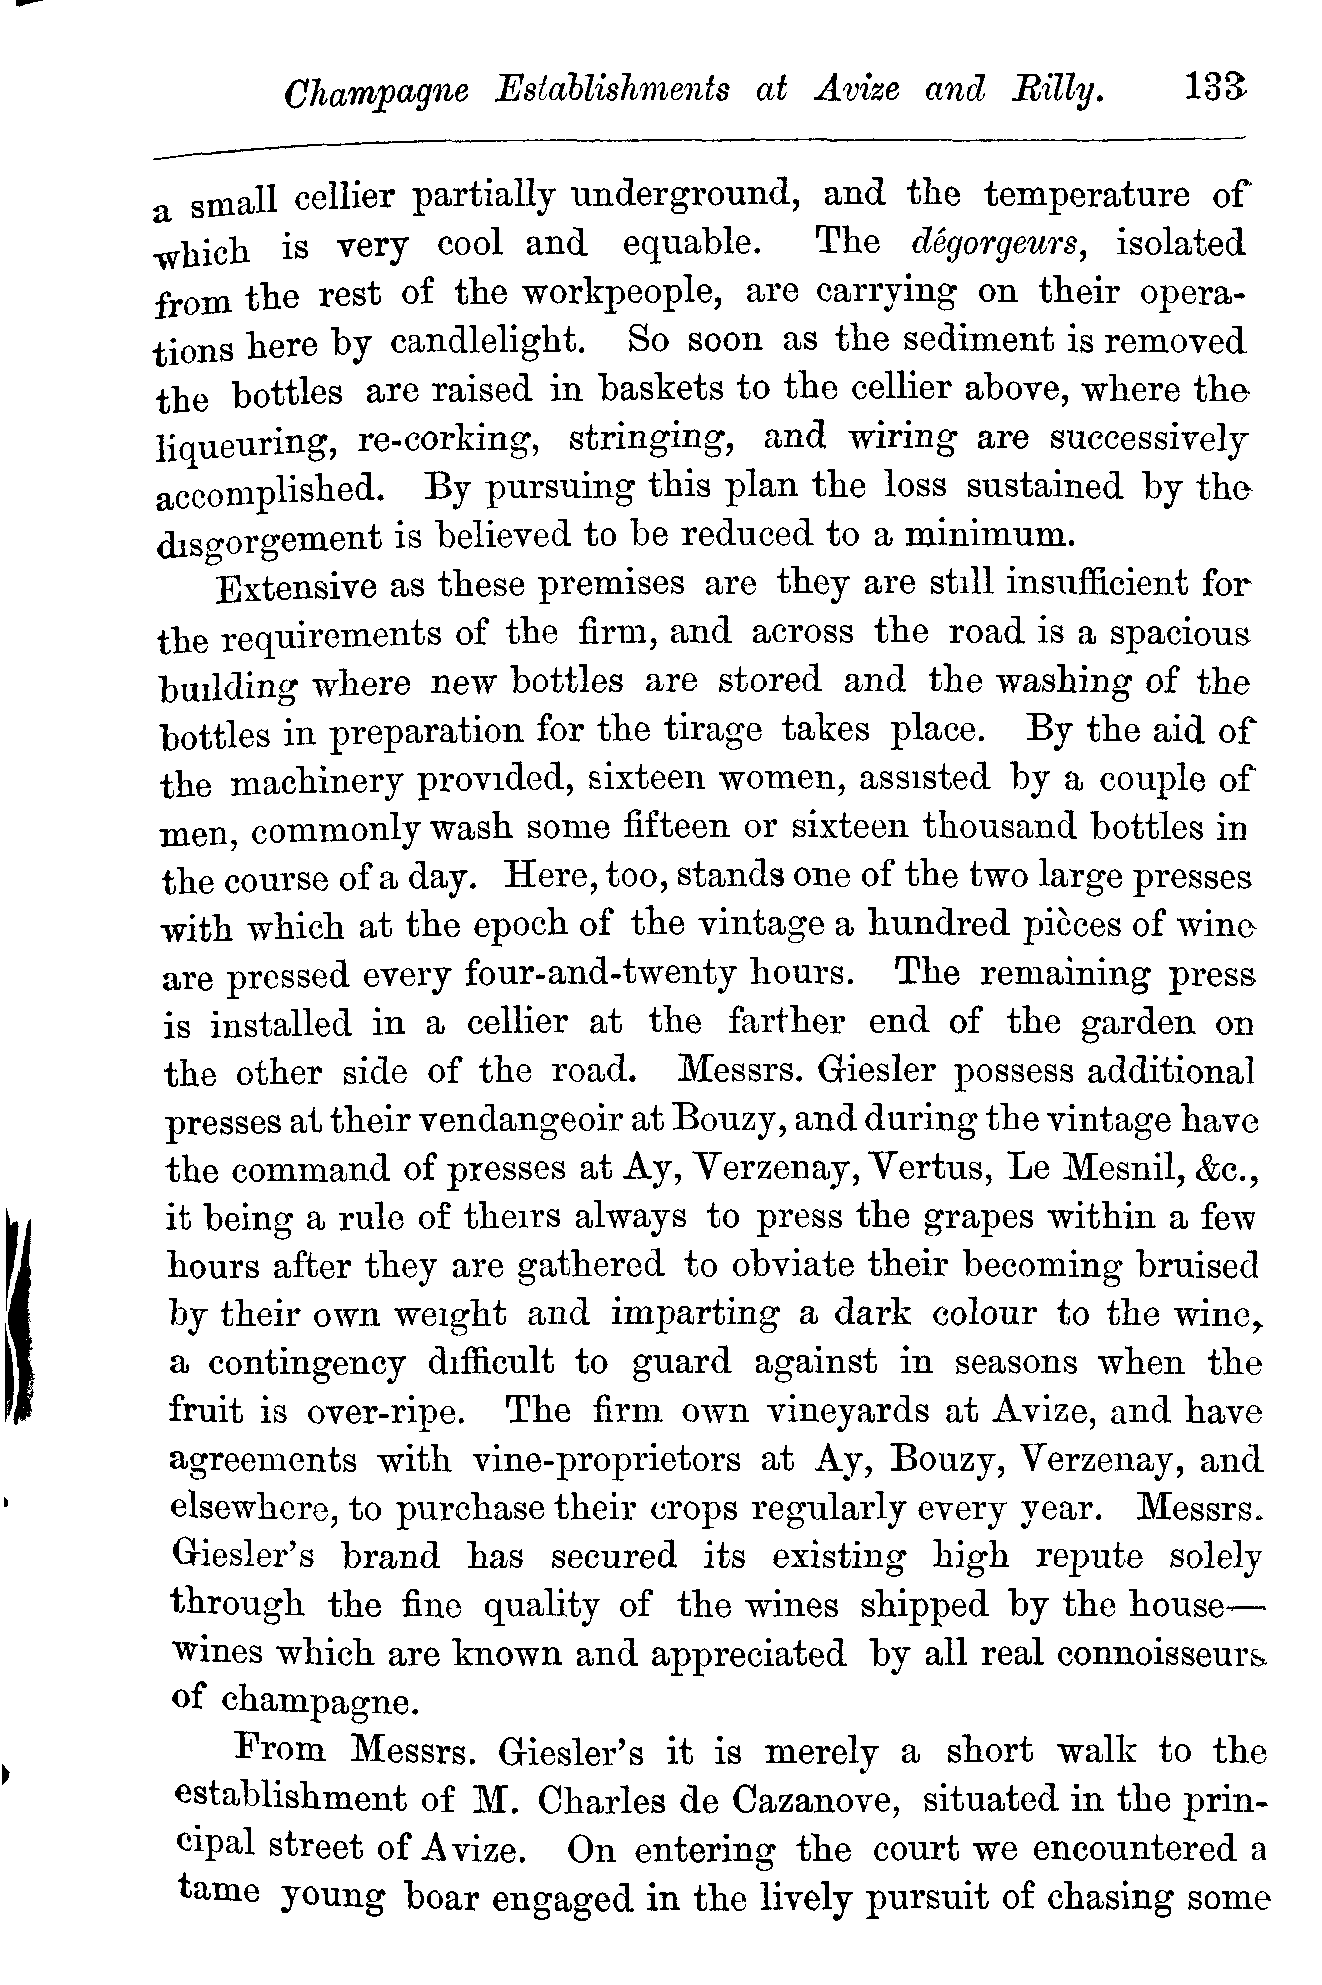 Champagne Establishments at Avize and Rilly. 133
a small cellier partially underground, and the temperature of
which is very cool and equable. The dégorgeurs, isolated
from the rest of the workpeople, are carrying on their opera-
tions here by candlelight. So soon as the sediment is removed
the bottles are raised in baskets to the cellier above, where the
liqueuring, re-corking, stringing, and wiring are successively
accomplished. By pursuing this plan the loss sustained by the
disgorgement is believed to be reduced to a minimum.
Extensive as these premises are they are still insufficient for
the requirements of the firm, and across the road is a spacious
building where new bottles are stored and the washing of the
bottles in preparation for the tirage takes place. By the aid of
the machinery provided, sixteen women, assisted by a couple of
men, commonly wash some fifteen or sixteen thousand bottles in
the course of a day. Here, too, stands one of the two large presses
with which at the epoch of the vintage a hundred pièces of wine
are pressed every four-and-twenty hours. The remaining press
is installed in a cellier at the farther end of the garden on
the other side of the road. Messrs. Giesler possess additional
presses at their vendangeoir at Bouzy, and during the vintage have
the command of presses at Ay, Verzenay, Vertus, Le Mesnil, &c.,
it being a rule of theirs always to press the grapes within a few
hours after they are gathered to obviate their becoming bruised
by their own weight and imparting a dark colour to the wine,
a contingency difficult to guard against in seasons when the
fruit is over-ripe. The firm own vineyards at Avize, and have
agreements with vine-proprietors at Ay, Bouzy, Verzenay, and
elsewhere, to purchase their crops regularly every year. Messrs.
Giesler's brand has secured its existing high repute solely
through the fine quality of the wines shipped by the house—
wines which are known and appreciated by all real connoisseurs
of champagne.
From Messrs. Giesler's it is merely a short walk to the
establishment of M. Charles de Cazanove, situated in the prin-
cipal street of Avize. On entering the court we encountered a
tame young boar engaged in the lively pursuit of chasing some